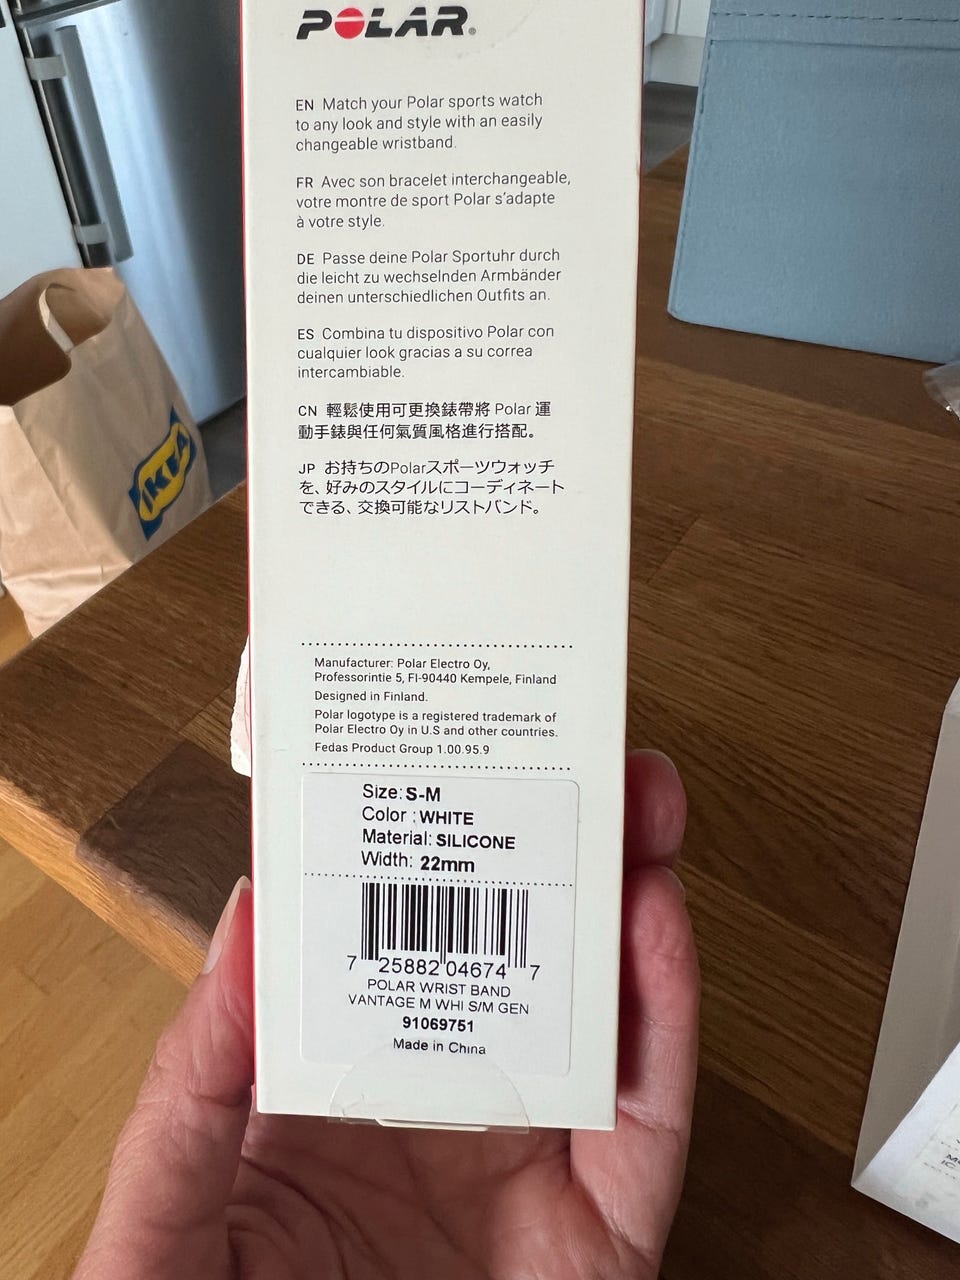 POLAR®
EN Match your Polar sports watch
to any look and style with an easily
changeable wristband.
FR Avec son bracelet interchangeable,
votre montre de sport Polar s'adapte
à votre style.
DE Passe deine Polar Sportuhr durch
die leicht zu wechselnden Armbänder
deinen unterschiedlichen Outfits an.
ES Combina tu dispositivo Polar con
cualquier look gracias a su correa
intercambiable.
CN 輕鬆使用可更換錶帶將 Polar 運
動手錶與任何氣質風格進行搭配。
JP お持ちのPolarスポーツウォッチ
を、好みのスタイルにコーディネート
できる、交換可能なリストバンド。
Manufacturer: Polar Electro Oy,
Professorintie 5, FI-90440 Kempele, Finland
Designed in Finland.
Polar logotype is a registered trademark of
Polar Electro Oy in U.S and other countries.
Fedas Product Group 1.00.95.9
Size: S-M
Color : WHITE
Material: SILICONE
Width: 22mm
7 25882 04674 7
POLAR WRIST BAND
VANTAGE M WHI S/M GEN
91069751
Made in China
IKEA